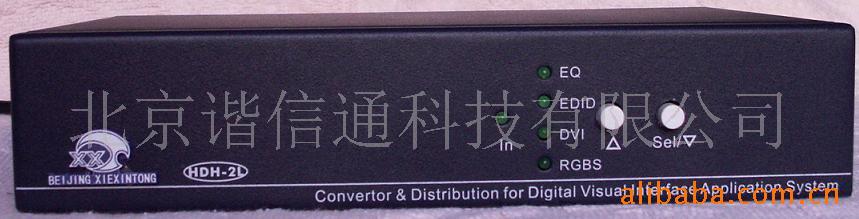 EQ
EDID
DVI
RGBS
In
△
Sel/▽
北京谐信通科技有限公司
XX
BEIJING XIEXINTONG
HDH-2L
Convertor & Distribution for Digital Visual Interface Application System
alibaba.com.cn